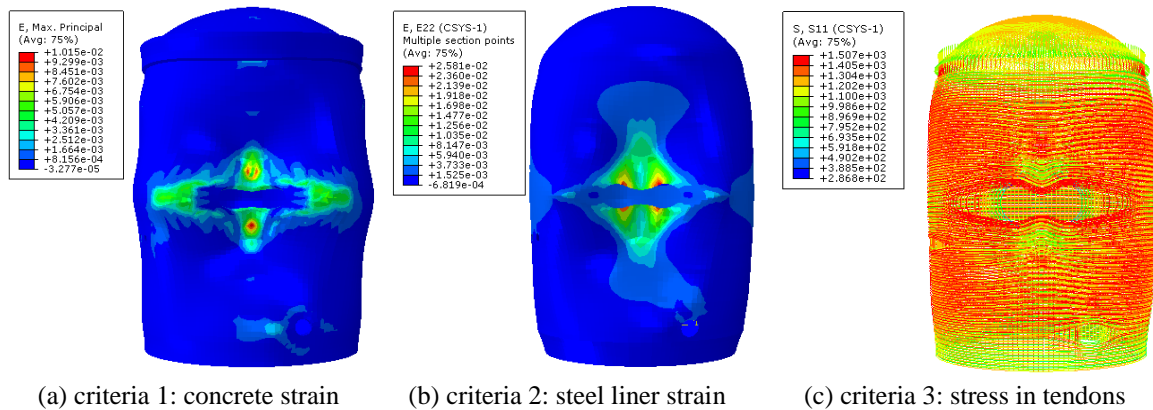 E, Max. Principal
(Avg: 75%)
+1.015e-02
+9.299e-03
+8.451e-03
+7.602e-03
+6.754e-03
+5.906e-03
+5.057e-03
+4.209e-03
+3.361e-03
+2.512e-03
+1.664e-03
+8.156e-04
-3.277e-05
E, E22 (CSYS-1)
Multiple section points
(Avg: 75%)
+2.581e-02
+2.360e-02
+2.139e-02
+1.918e-02
+1.698e-02
+1.477e-02
+1.256e-02
+1.035e-02
+8.147e-03
+5.940e-03
+3.733e-03
+1.525e-03
-6.819e-04
S, S11 (CSYS-1)
(Avg: 75%)
+1.507e+03
+1.405e+03
+1.304e+03
+1.202e+03
+1.100e+03
+9.986e+02
+8.969e+02
+7.952e+02
+6.935e+02
+5.918e+02
+4.902e+02
+3.885e+02
+2.868e+02
(a) criteria 1: concrete strain
(b) criteria 2: steel liner strain
(c) criteria 3: stress in tendons